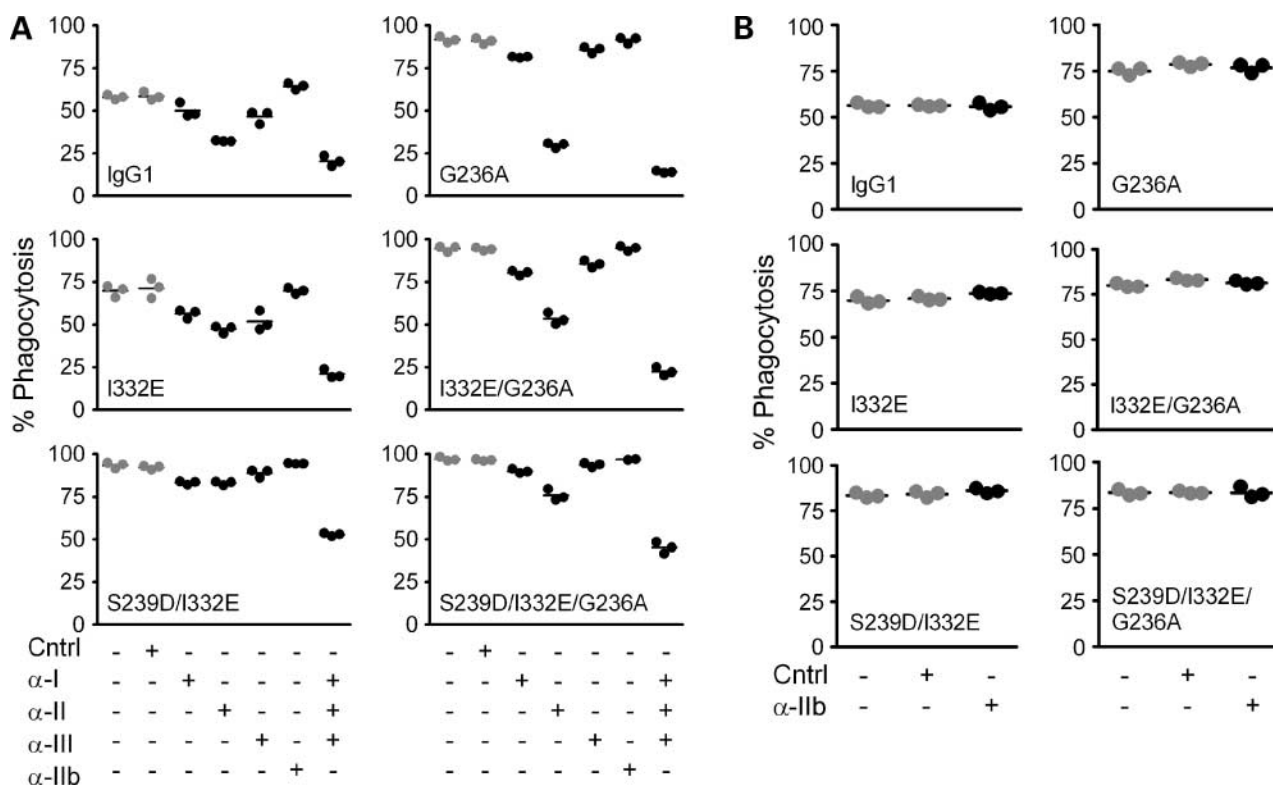 A
% Phagocytosis
100
75
50
25
0
IgG1
100
75
50
25
0
G236A
100
75
50
25
0
I332E
100
75
50
25
0
I332E/G236A
100
75
50
25
0
S239D/I332E
100
75
50
25
0
S239D/I332E/G236A
Cntrl - + - - - - - - + - - - - -
α-I - - + - - - + - - + - - - +
α-II - - - + - - + - - - + - - +
α-III - - - - + - + - - - - + - +
α-IIb - - - - - + - - - - - - + -
B
% Phagocytosis
100
75
50
25
0
IgG1
100
75
50
25
0
G236A
100
75
50
25
0
I332E
100
75
50
25
0
I332E/G236A
100
75
50
25
0
S239D/I332E
100
75
50
25
0
S239D/I332E/
G236A
Cntrl - + - - + -
α-IIb - - + - - +